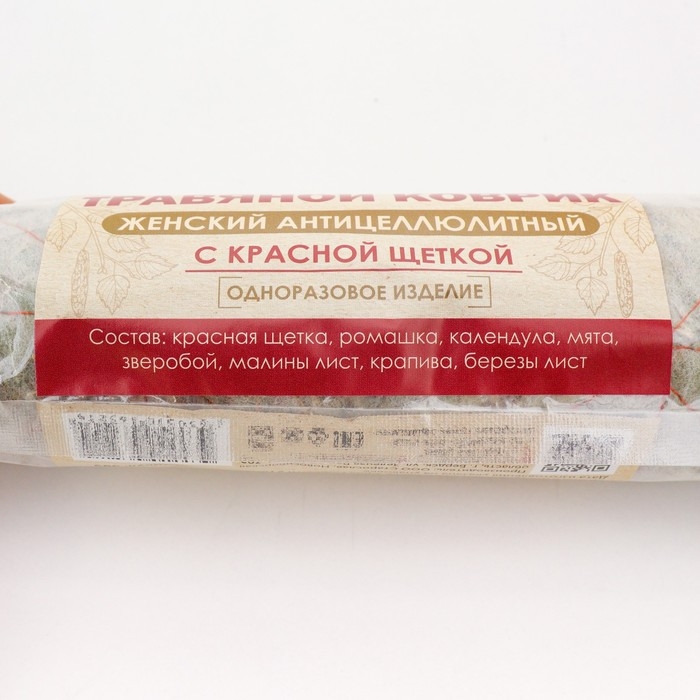 ТРАВЯНОЙ КОВРИК
ЖЕНСКИЙ АНТИЦЕЛЛЮЛИТНЫЙ
С КРАСНОЙ ЩЕТКОЙ
ОДНОРАЗОВОЕ ИЗДЕЛИЕ
Состав: красная щетка, ромашка, календула, мята,
зверобой, малины лист, крапива, березы лист